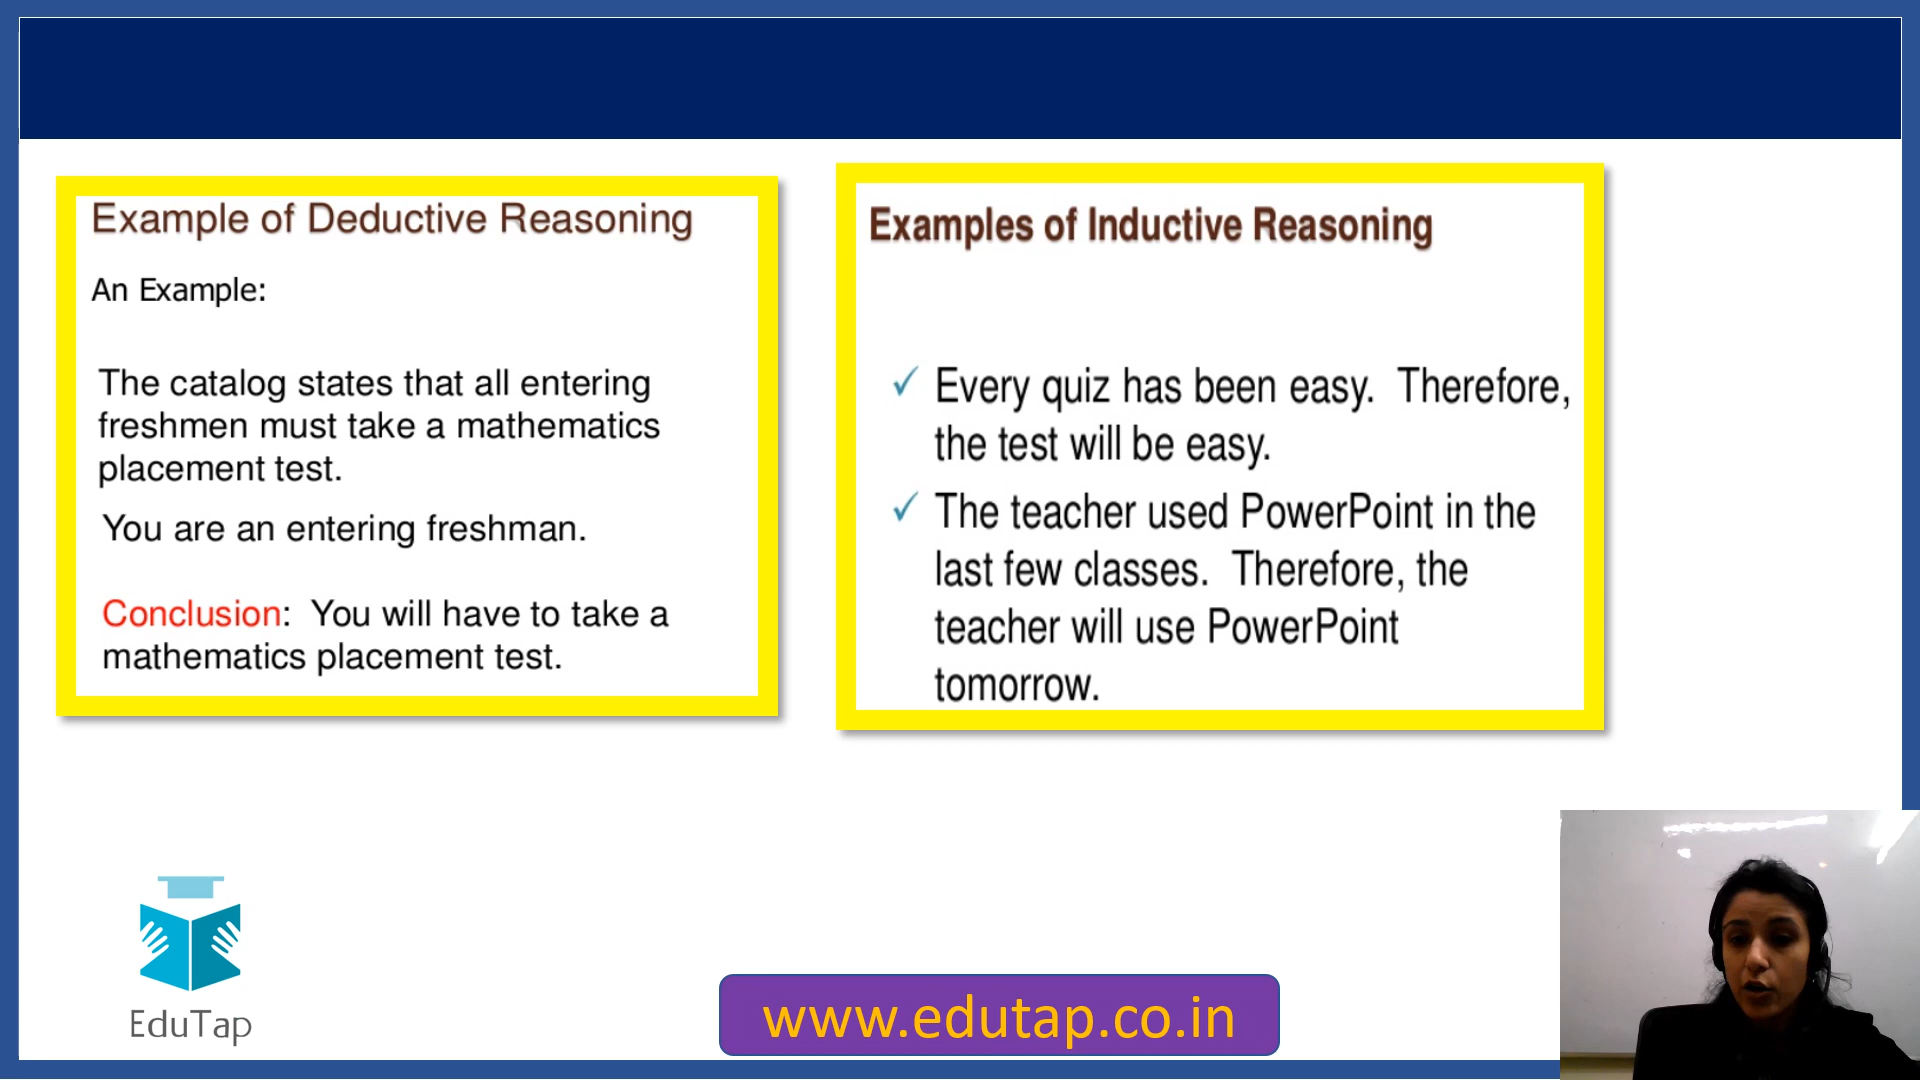 Example of Deductive Reasoning
An Example:
The catalog states that all entering
freshmen must take a mathematics
placement test.
You are an entering freshman.
Conclusion: You will have to take a
mathematics placement test.
Examples of Inductive Reasoning
✓ Every quiz has been easy. Therefore,
the test will be easy.
✓ The teacher used PowerPoint in the
last few classes. Therefore, the
teacher will use PowerPoint
tomorrow.
EduTap
www.edutap.co.in